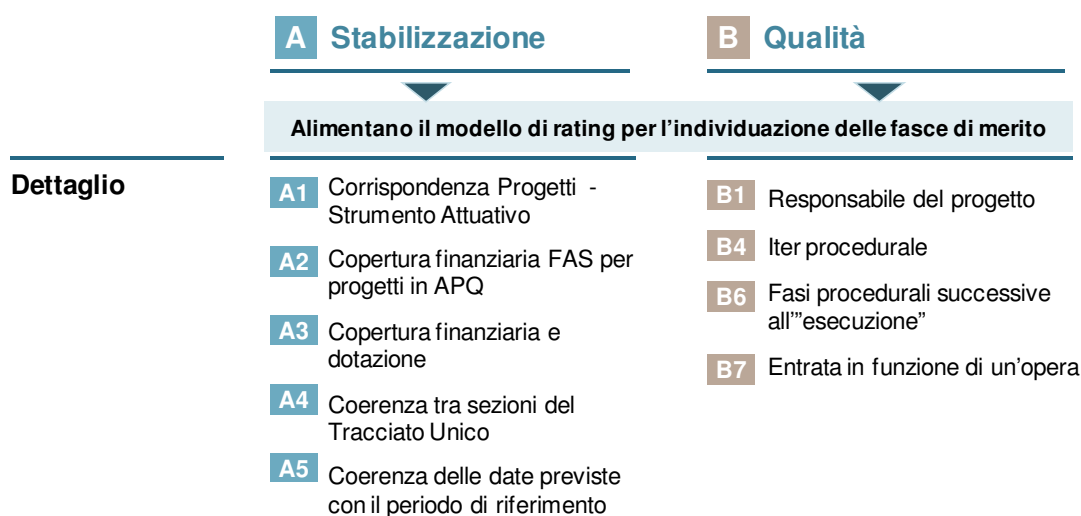 A Stabilizzazione
B Qualità
Alimentano il modello di rating per l'individuazione delle fasce di merito
Dettaglio
A1 Corrispondenza Progetti -
Strumento Attuativo
A2 Copertura finanziaria FAS per
progetti in APQ
A3 Copertura finanziaria e
dotazione
A4 Coerenza tra sezioni del
Tracciato Unico
A5 Coerenza delle date previste
con il periodo di riferimento
B1 Responsabile del progetto
B4 Iter procedurale
B6 Fasi procedurali successive
all'"esecuzione”
B7 Entrata in funzione di un'opera